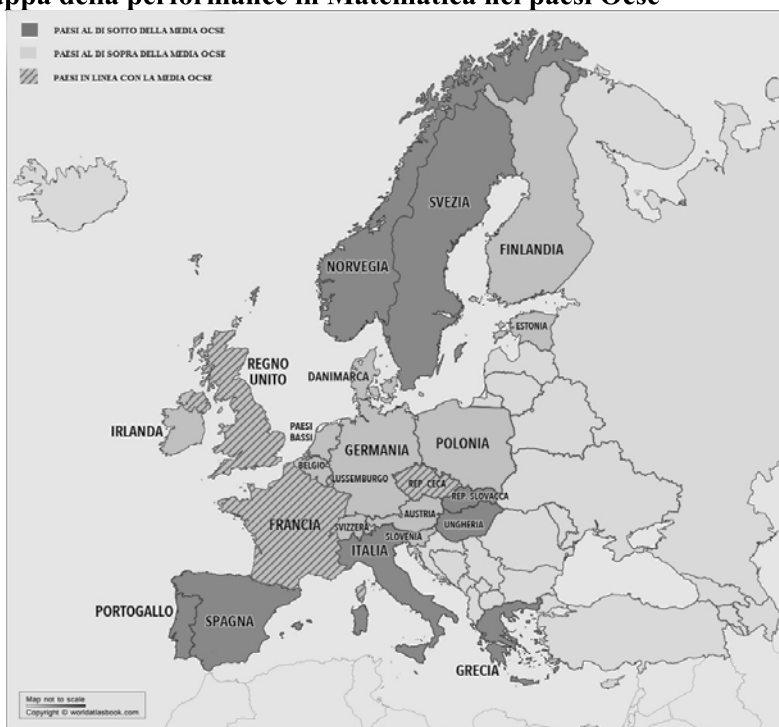 Mappa della performance in Matematica nei paesi Ocse
PAESI AL DI SOTTO DELLA MEDIA OCSE
PAESI AL DI SOPRA DELLA MEDIA OCSE
PAESI IN LINEA CON LA MEDIA OCSE
SVEZIA
FINLANDIA
NORVEGIA
ESTONIA
REGNO
UNITO
DANIMARCA
IRLANDA
PAESI
BASSI
GERMANIA
POLONIA
BELGIO
LUSSEMBURGO
REP. CECA
REP. SLOVACCA
AUSTRIA
FRANCIA
SVIZZERA
UNGHERIA
SLOVENIA
ITALIA
PORTOGALLO
SPAGNA
GRECIA
Map not to scale
Copyright © worldatlasbook.com